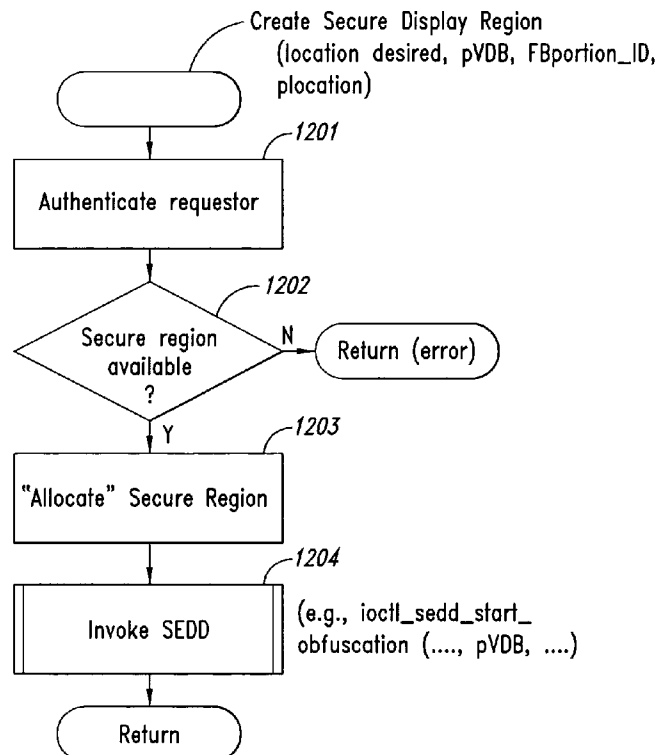 Create Secure Display Region
(location desired, pVDB, FBportion_ID,
plocation)
1201
Authenticate requestor
1202
Secure region
available
?
N
Return (error)
Y
1203
"Allocate" Secure Region
1204
Invoke SEDD
(e.g., ioctl_sedd_start_
obfuscation (...., pVDB, ....)
Return